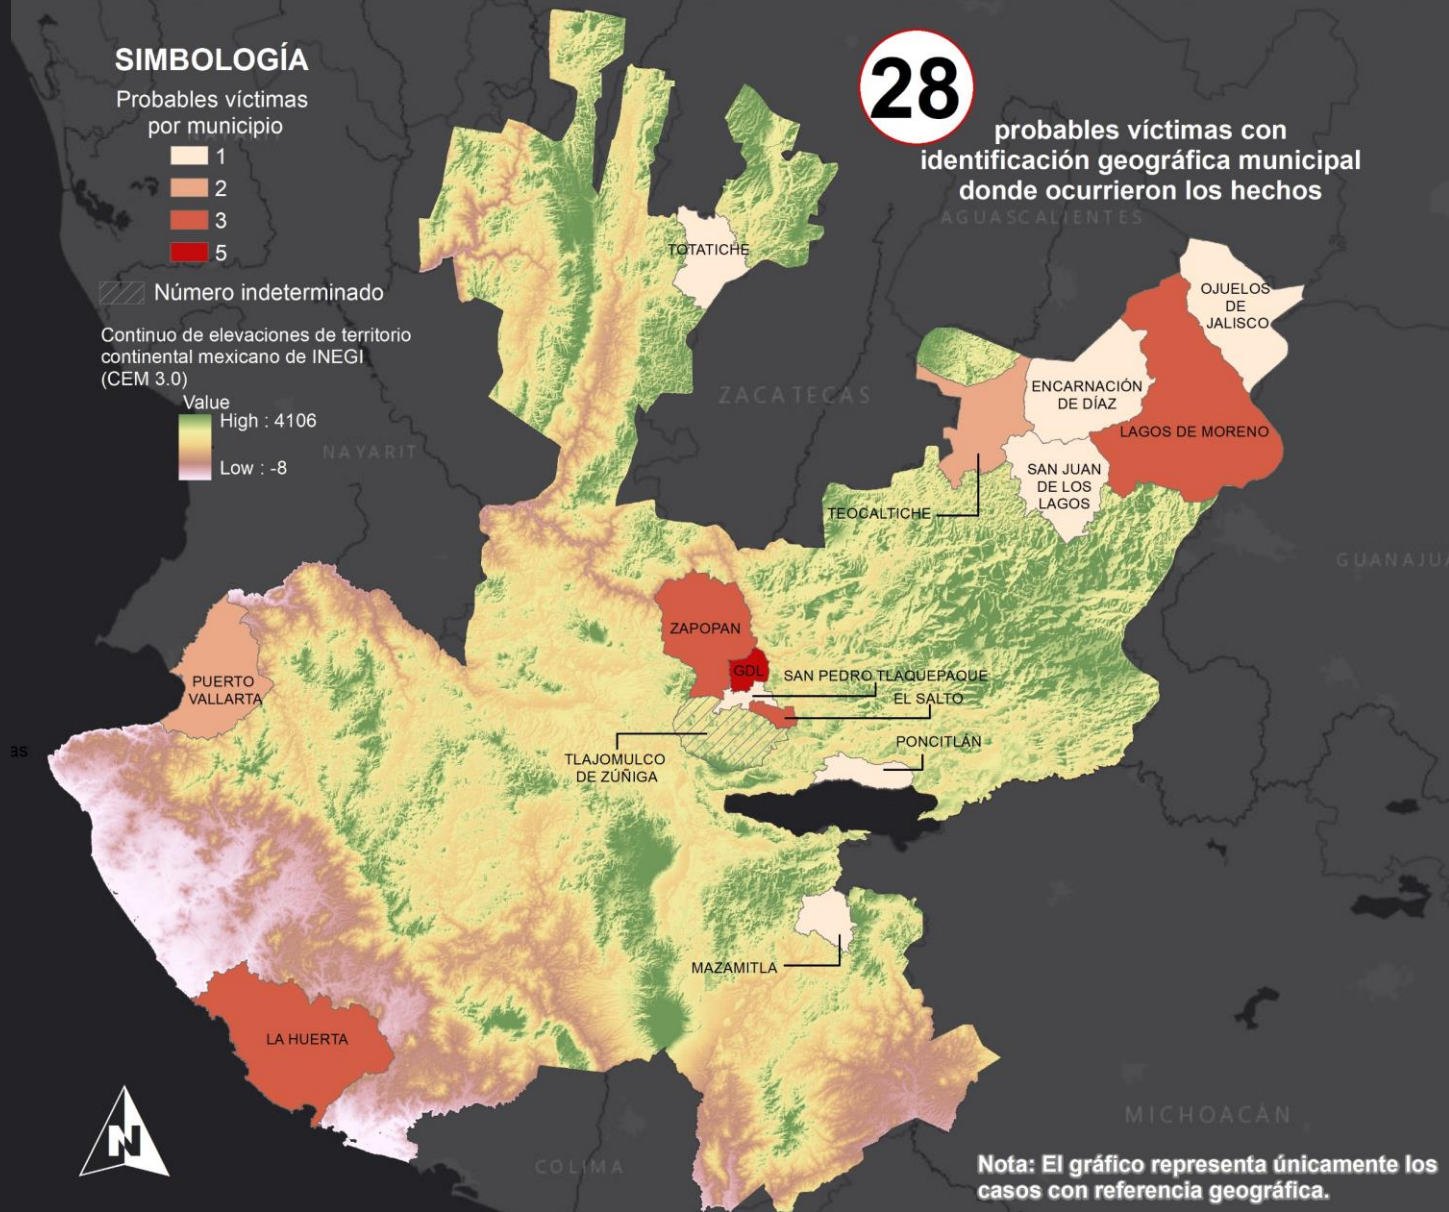 SIMBOLOGÍA
Probables víctimas
por municipio
1
2
3
5
Número indeterminado
Continuo de elevaciones de territorio
continental mexicano de INEGI
(CEM 3.0)
Value
High : 4106
Low : -8
28
probables víctimas con
identificación geográfica municipal
donde ocurrieron los hechos
AGUASCALIENTES
TOTATICHE
OJUELOS
DE
JALISCO
ZACATECAS
ENCARNACIÓN
DE DÍAZ
LAGOS DE MORENO
NAYARIT
SAN JUAN
DE LOS
LAGOS
TEOCALTICHE
GUANAJUA
ZAPOPAN
GDL
SAN PEDRO TLAQUEPAQUE
EL SALTO
PUERTO
VALLARTA
PONCITLÁN
as
TLAJOMULCO
DE ZÚÑIGA
MAZAMITLA
LA HUERTA
N
MICHOACÁN
COLIMA
Nota: El gráfico representa únicamente los
casos con referencia geográfica.